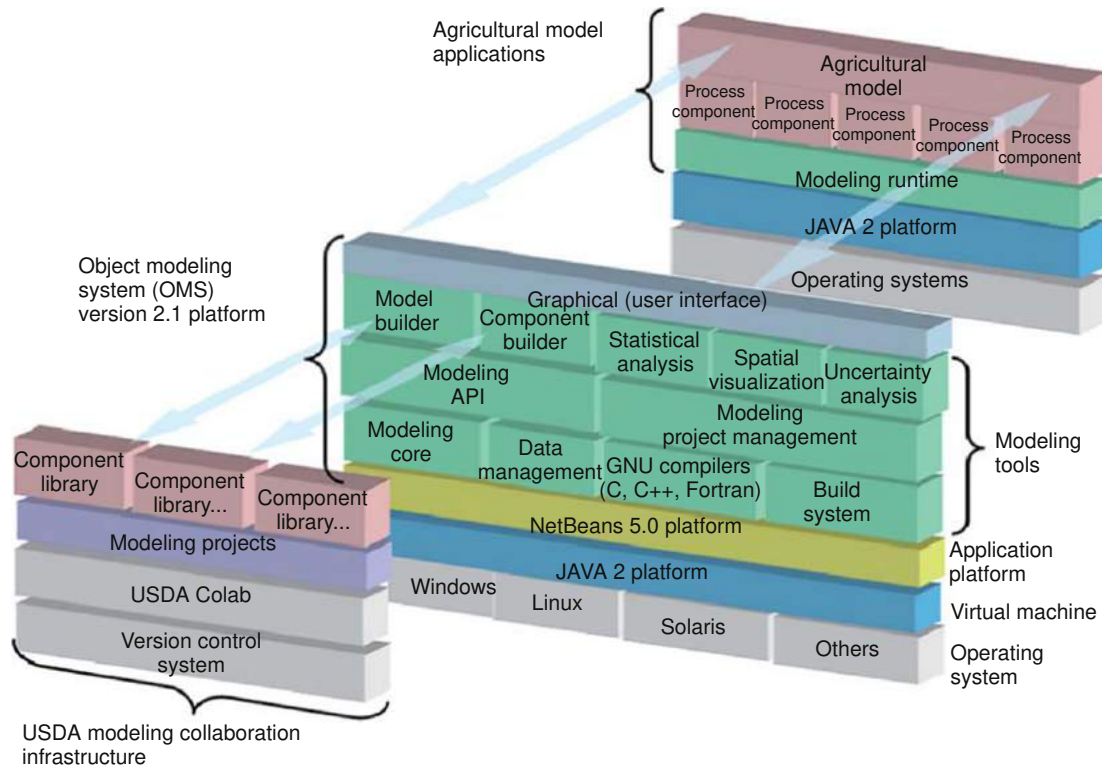 Agricultural model
applications
Agricultural
model
Process
component
Process
component
Process
component
Process
component
Process
component
Modeling runtime
JAVA 2 platform
Operating systems
Object modeling
system (OMS)
version 2.1 platform
Graphical (user interface)
Model
builder
Component
builder
Statistical
analysis
Spatial
visualization
Uncertainty
analysis
Modeling
API
Modeling
project management
Modeling
core
Data
management
GNU compilers
(C, C++, Fortran)
Build
system
Modeling
tools
NetBeans 5.0 platform
Application
platform
JAVA 2 platform
Virtual machine
Windows
Linux
Solaris
Others
Operating
system
Component
library
Component
library...
Component
library...
Modeling projects
USDA Colab
Version control
system
USDA modeling collaboration
infrastructure